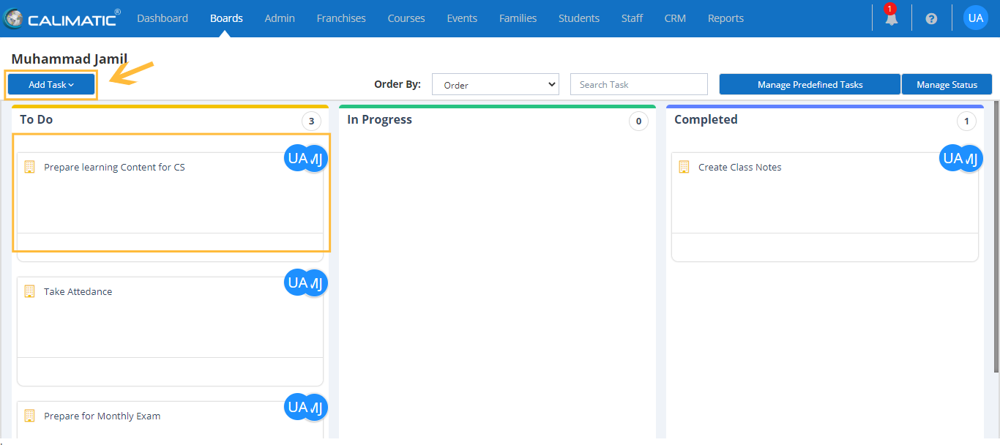 CALIMATIC®
Dashboard
Boards
Admin
Franchises
Courses
Events
Families
Students
Staff
CRM
Reports
1
?
UA
Muhammad Jamil
Add Task
Order By:
Order
Search Task
Manage Predefined Tasks
Manage Status
To Do
3
UA MJ
Prepare learning Content for CS
UA MJ
Take Attedance
UA MJ
Prepare for Monthly Exam
In Progress
0
Completed
1
UA MJ
Create Class Notes